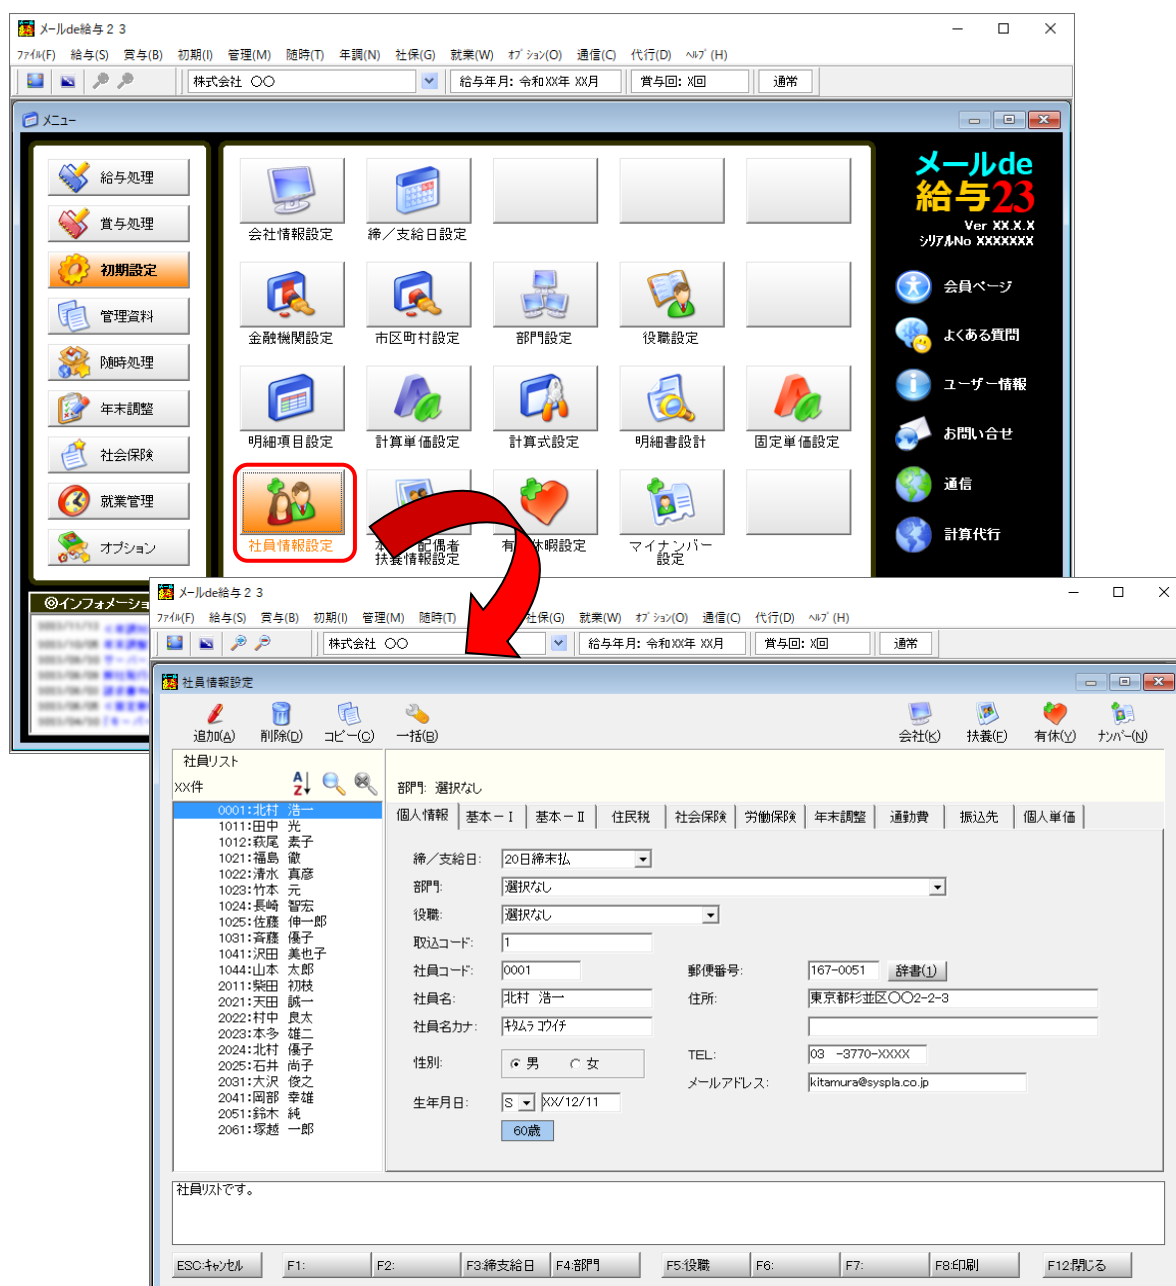 メールde給与２３
ﾌｧｲﾙ(F) 給与(S) 賞与(B) 初期(I) 管理(M) 随時(T) 年調(N) 社保(G) 就業(W) ｵﾌﾟｼｮﾝ(O) 通信(C) 代行(D) ﾍﾙﾌﾟ(H)
株式会社 〇〇 給与年月: 令和XX年 XX月 賞与回: X回 通常
メニュー
給与処理
賞与処理
初期設定
管理資料
随時処理
年末調整
社会保険
就業管理
オプション
会社情報設定 締／支給日設定
金融機関設定 市区町村設定 部門設定 役職設定
明細項目設定 計算単価設定 計算式設定 明細書設計 固定単価設定
社員情報設定 配偶者 扶養情報設定 マイナンバー 設定
メールde
給与23
Ver XX.X.X
ｼﾘｱﾙNo XXXXXXX
会員ページ
よくある質問
ユーザー情報
お問い合せ
通信
計算代行
◎インフォメーショ
メールde給与２３
ﾌｧｲﾙ(F) 給与(S) 賞与(B) 初期(I) 管理(M) 随時(T) 社保(G) 就業(W) ｵﾌﾟｼｮﾝ(O) 通信(C) 代行(D) ﾍﾙﾌﾟ(H)
株式会社 〇〇 給与年月: 令和XX年 XX月 賞与回: X回 通常
社員情報設定
追加(A) 削除(D) コピー(C) 一括(B) 会社(K) 扶養(F) 有休(Y) ﾅﾝﾊﾞｰ(N)
社員リスト
XX件
部門: 選択なし
0001:北村 浩一
1011:田中 光
1012:萩尾 素子
1021:福島 徹
1022:清水 真彦
1023:竹本 元
1024:長崎 智宏
1025:佐藤 伸一郎
1031:斉藤 優子
1041:沢田 美也子
1044:山本 太郎
2011:柴田 初枝
2021:天田 誠一
2022:村中 良太
2023:本多 雄二
2024:北村 優子
2025:石井 尚子
2031:大沢 俊之
2041:岡部 幸雄
2051:鈴木 純
2061:塚越 一郎
個人情報 基本－Ⅰ 基本－Ⅱ 住民税 社会保険 労働保険 年末調整 通勤費 振込先 個人単価
締／支給日: 20日締末払
部門: 選択なし
役職: 選択なし
取込コード: 1
社員コード: 0001 郵便番号: 167-0051 辞書(1)
社員名: 北村 浩一 住所: 東京都杉並区〇〇2-2-3
社員名カナ: ｷﾀﾑﾗ ｺｳｲﾁ
性別: 男 女 TEL: 03 -3770-XXXX
メールアドレス: kitamura@syspla.co.jp
生年月日: S XX/12/11
60歳
社員ﾘｽﾄです。
ESC:ｷｬﾝｾﾙ F1: F2: F3:締支給日 F4:部門 F5:役職 F6: F7: F8:印刷 F12:閉じる